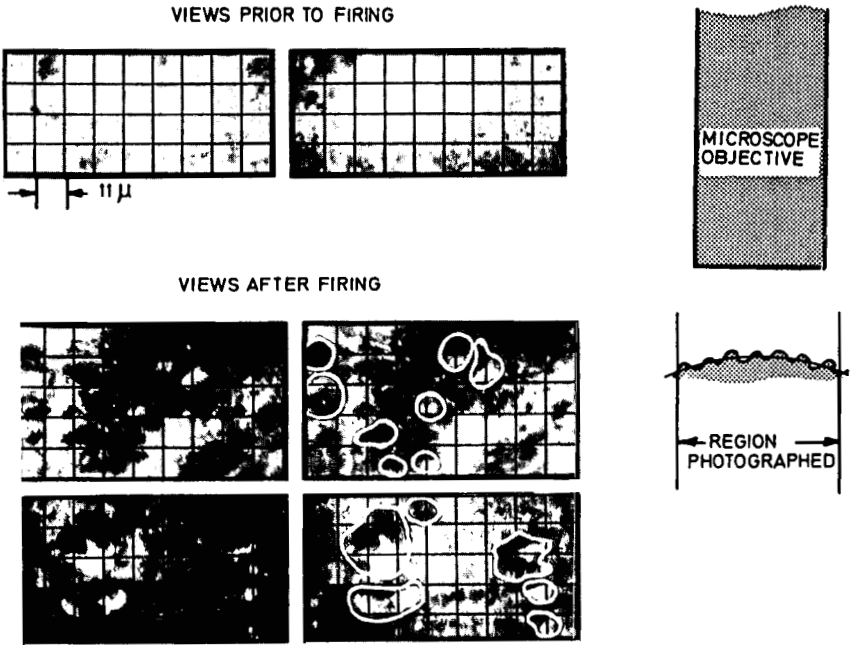 VIEWS PRIOR TO FIRING
11 μ
MICROSCOPE
OBJECTIVE
VIEWS AFTER FIRING
REGION
PHOTOGRAPHED